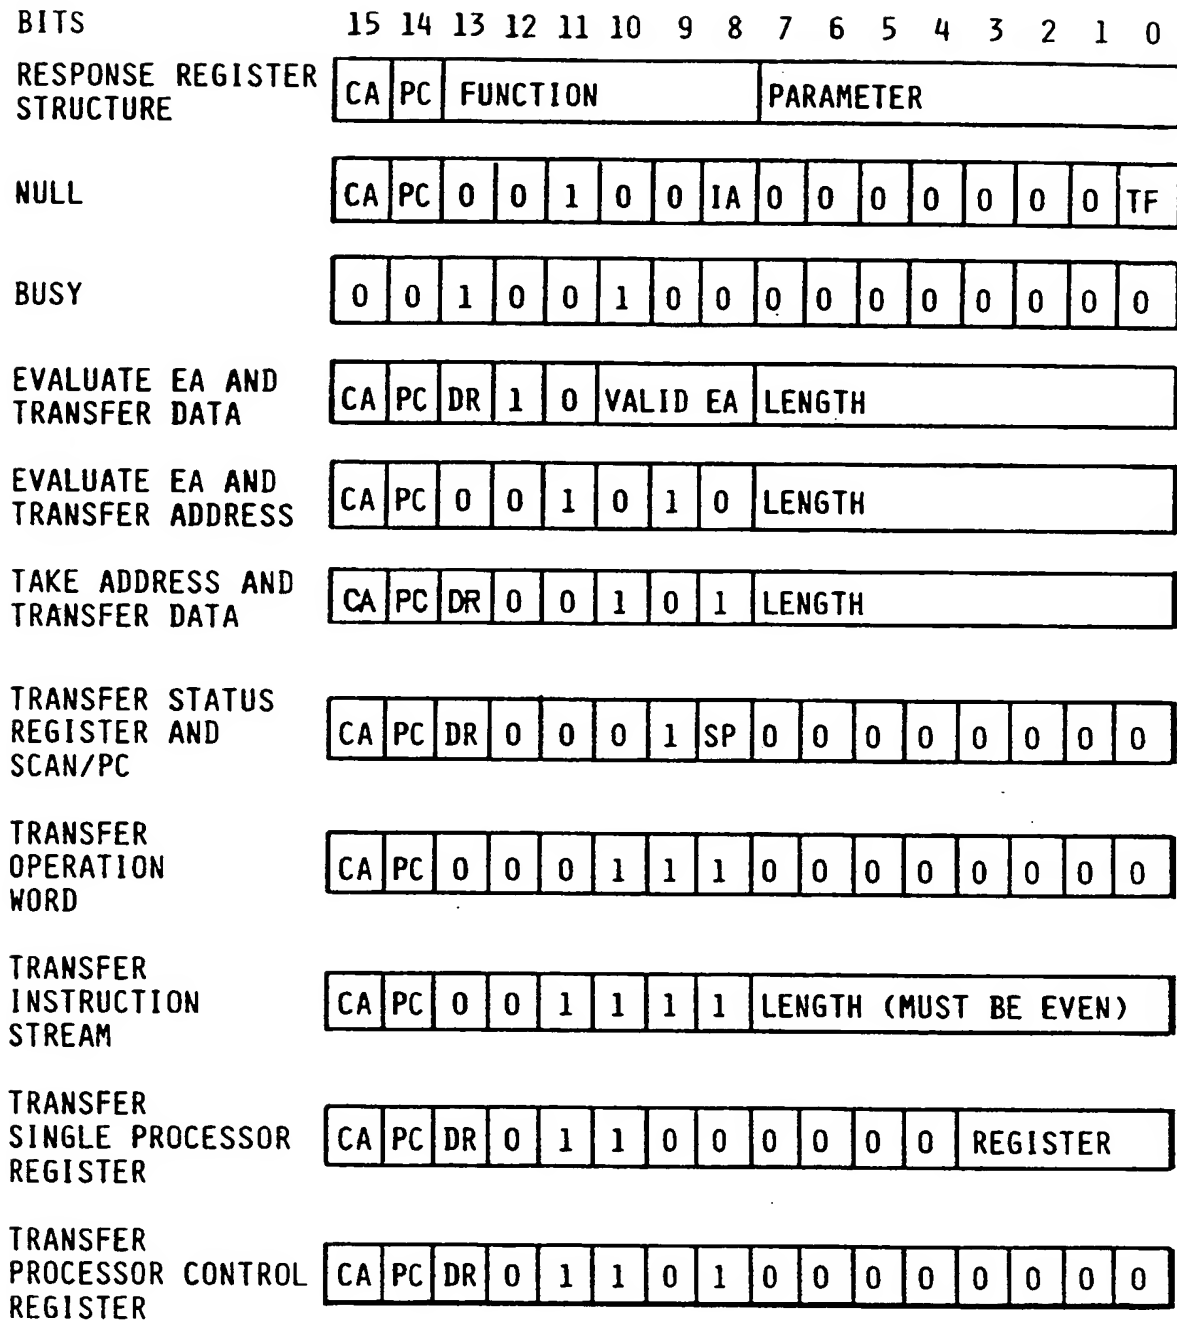 BITS 15 14 13 12 11 10 9 8 7 6 5 4 3 2 1 0
RESPONSE REGISTER
STRUCTURE
CA PC FUNCTION PARAMETER
NULL CA PC 0 0 1 0 0 IA 0 0 0 0 0 0 0 TF
BUSY 0 0 1 0 0 1 0 0 0 0 0 0 0 0 0 0
EVALUATE EA AND
TRANSFER DATA
CA PC DR 1 0 VALID EA LENGTH
EVALUATE EA AND
TRANSFER ADDRESS
CA PC 0 0 1 0 1 0 LENGTH
TAKE ADDRESS AND
TRANSFER DATA
CA PC DR 0 0 1 0 1 LENGTH
TRANSFER STATUS
REGISTER AND
SCAN/PC
CA PC DR 0 0 0 1 SP 0 0 0 0 0 0 0 0
TRANSFER
OPERATION
WORD
CA PC 0 0 0 1 1 1 0 0 0 0 0 0 0 0
TRANSFER
INSTRUCTION
STREAM
CA PC 0 0 1 1 1 1 LENGTH (MUST BE EVEN)
TRANSFER
SINGLE PROCESSOR
REGISTER
CA PC DR 0 1 1 0 0 0 0 0 0 REGISTER
TRANSFER
PROCESSOR CONTROL
REGISTER
CA PC DR 0 1 1 0 1 0 0 0 0 0 0 0 0